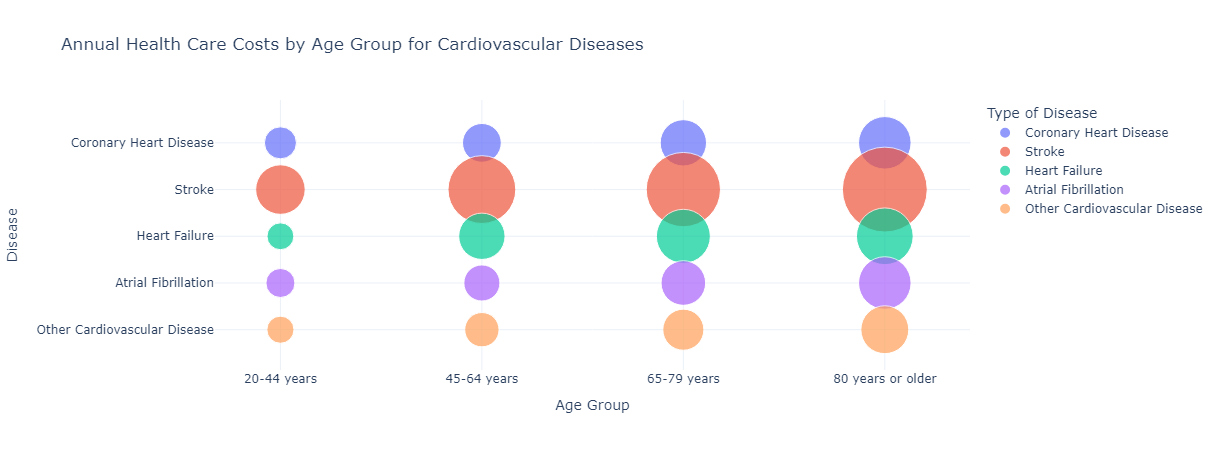 Annual Health Care Costs by Age Group for Cardiovascular Diseases
Disease
Coronary Heart Disease
Stroke
Heart Failure
Atrial Fibrillation
Other Cardiovascular Disease
20-44 years
45-64 years
65-79 years
80 years or older
Age Group
Type of Disease
Coronary Heart Disease
Stroke
Heart Failure
Atrial Fibrillation
Other Cardiovascular Disease